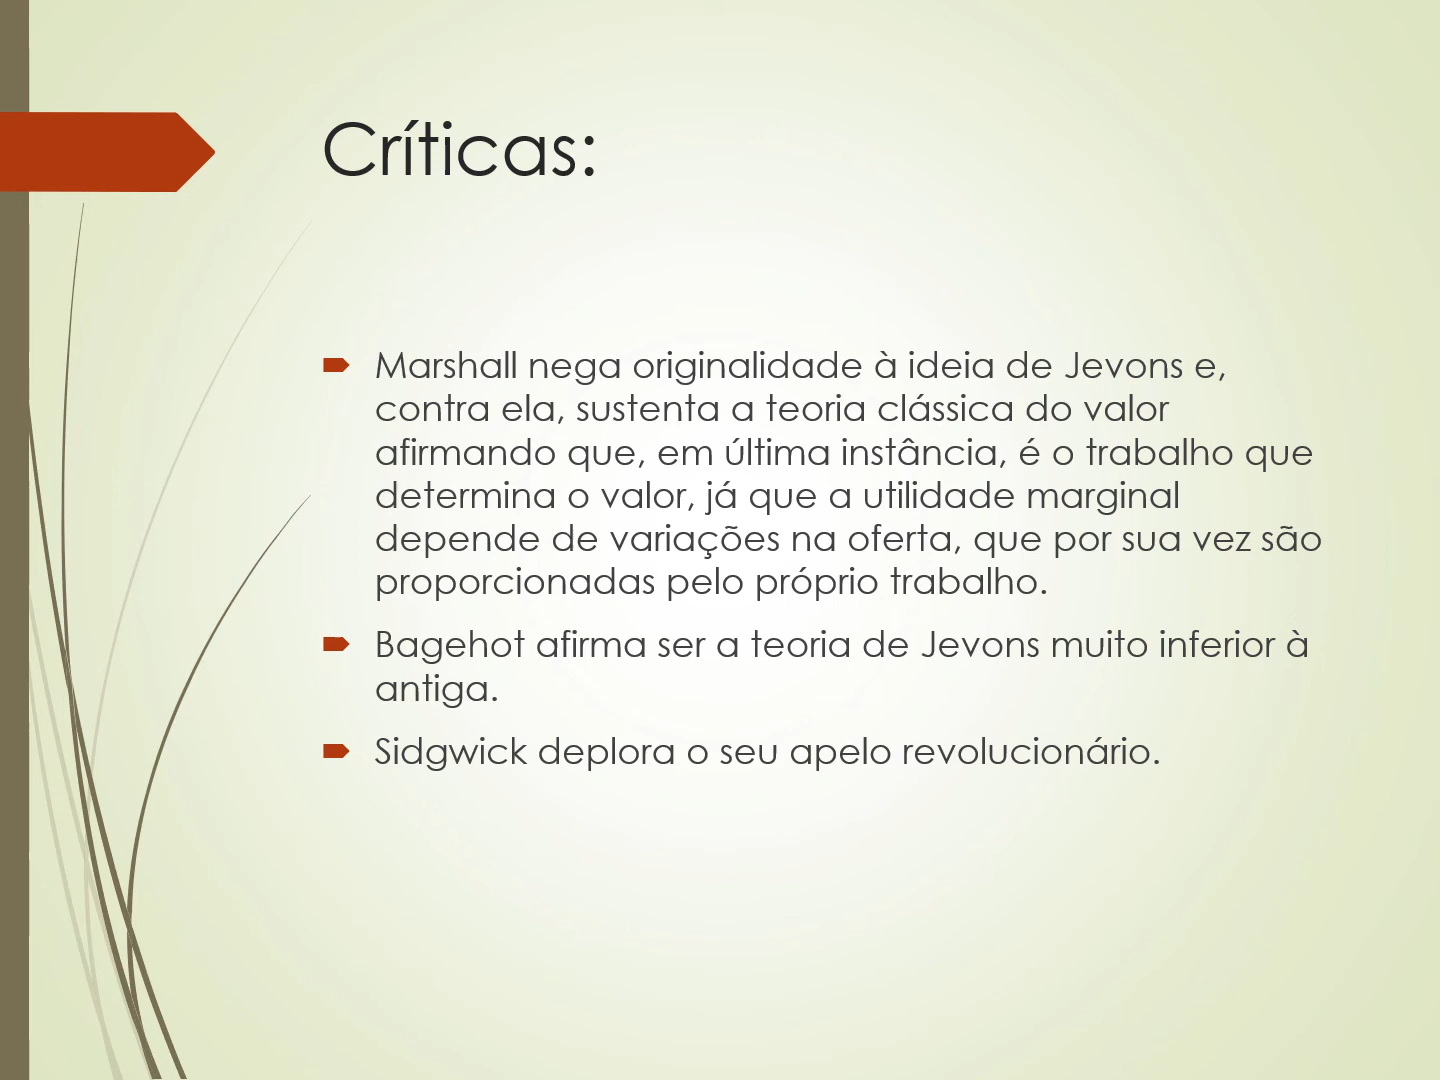 Críticas:
Marshall nega originalidade à ideia de Jevons e,
contra ela, sustenta a teoria clássica do valor
afirmando que, em última instância, é o trabalho que
determina o valor, já que a utilidade marginal
depende de variações na oferta, que por sua vez são
proporcionadas pelo próprio trabalho.
Bagehot afirma ser a teoria de Jevons muito inferior à
antiga.
Sidgwick deplora o seu apelo revolucionário.